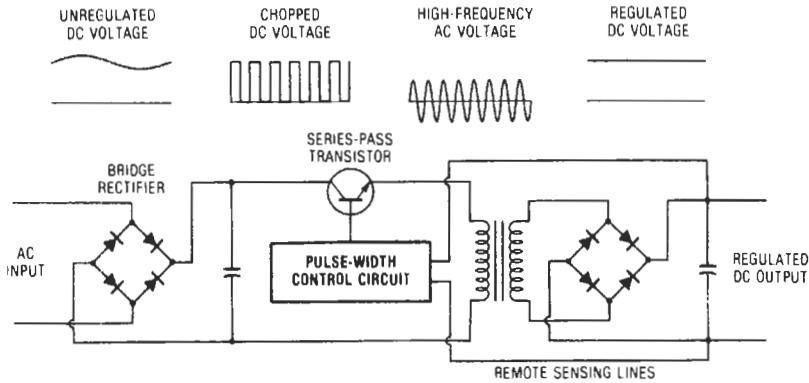 UNREGULATED
DC VOLTAGE
CHOPPED
DC VOLTAGE
HIGH-FREQUENCY
AC VOLTAGE
REGULATED
DC VOLTAGE
SERIES-PASS
TRANSISTOR
BRIDGE
RECTIFIER
AC
INPUT
PULSE-WIDTH
CONTROL CIRCUIT
REGULATED
DC OUTPUT
REMOTE SENSING LINES